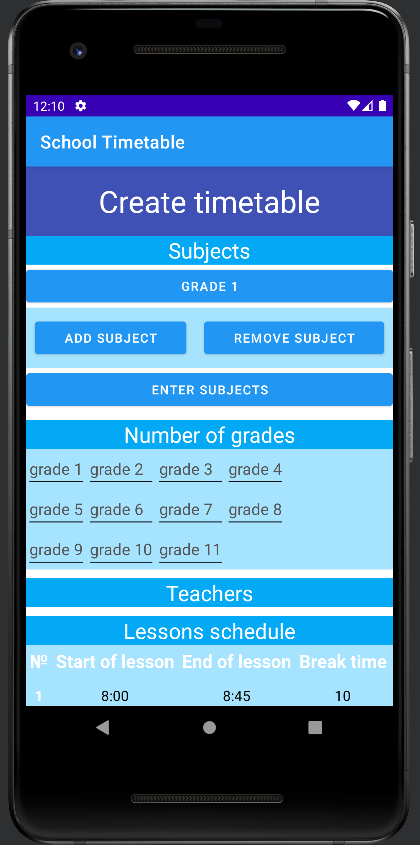 12:10
School Timetable
Create timetable
Subjects
GRADE 1
ADD SUBJECT REMOVE SUBJECT
ENTER SUBJECTS
Number of grades
grade 1 grade 2 grade 3 grade 4
grade 5 grade 6 grade 7 grade 8
grade 9 grade 10 grade 11
Teachers
Lessons schedule
№ Start of lesson End of lesson Break time
1 8:00 8:45 10